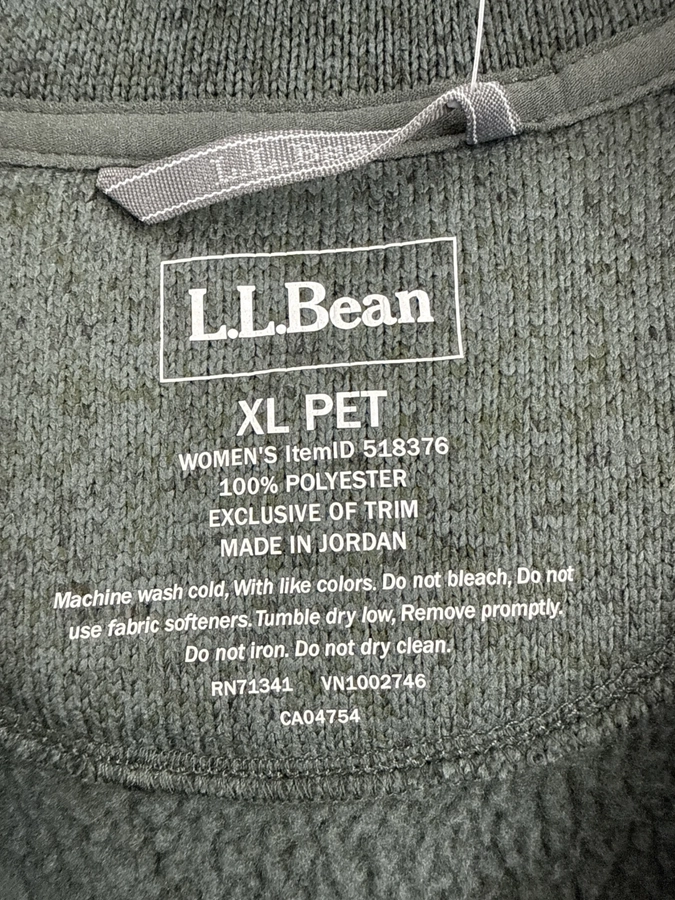 L.L.Bean
XL PET
WOMEN'S ItemID 518376
100% POLYESTER
EXCLUSIVE OF TRIM
MADE IN JORDAN
Machine wash cold, With like colors. Do not bleach, Do not
use fabric softeners. Tumble dry low, Remove promptly.
Do not iron. Do not dry clean.
RN71341 VN1002746
CA04754